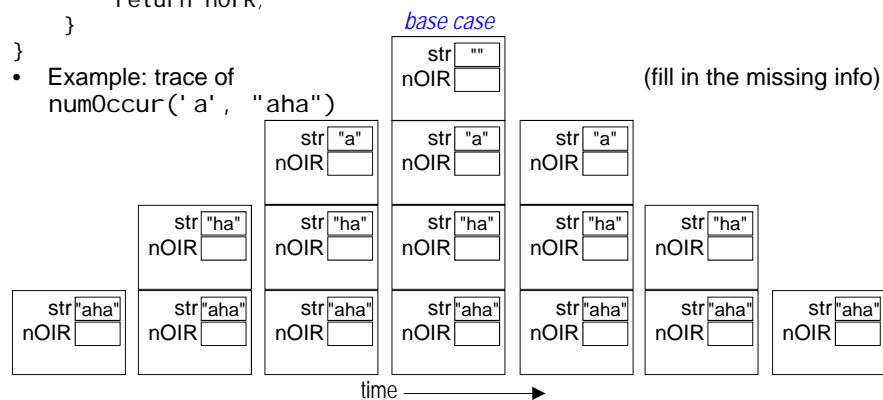 return nOIR;
}
}
base case
• Example: trace of (fill in the missing info)
numOccur('a', "aha")
str ""
nOIR
str "a" str "a" str "a"
nOIR nOIR nOIR
str "ha" str "ha" str "ha" str "ha" str "ha"
nOIR nOIR nOIR nOIR nOIR
str "aha" str "aha" str "aha" str "aha" str "aha" str "aha" str "aha"
nOIR nOIR nOIR nOIR nOIR nOIR nOIR
time